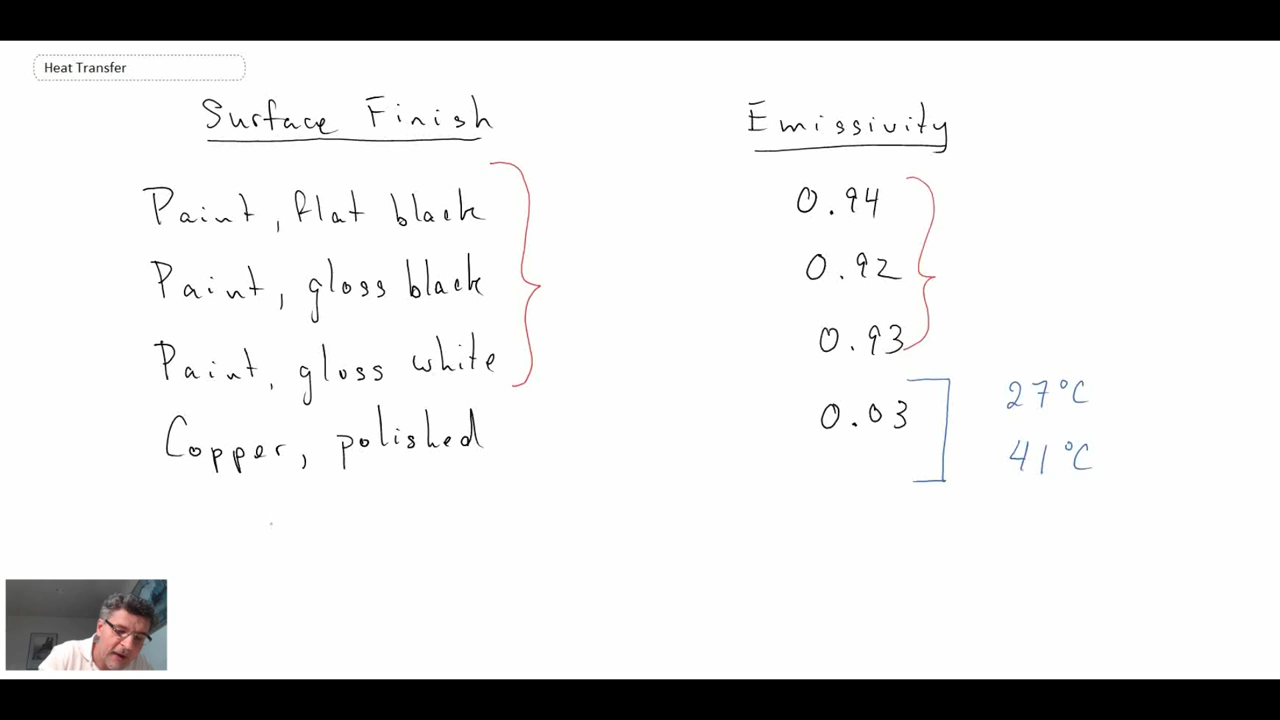 Heat Transfer
Surface Finish Emissivity
Paint, flat black 0.94
Paint, gloss black 0.92
Paint, gloss white 0.93
Copper, polished 0.03
27°C
41°C